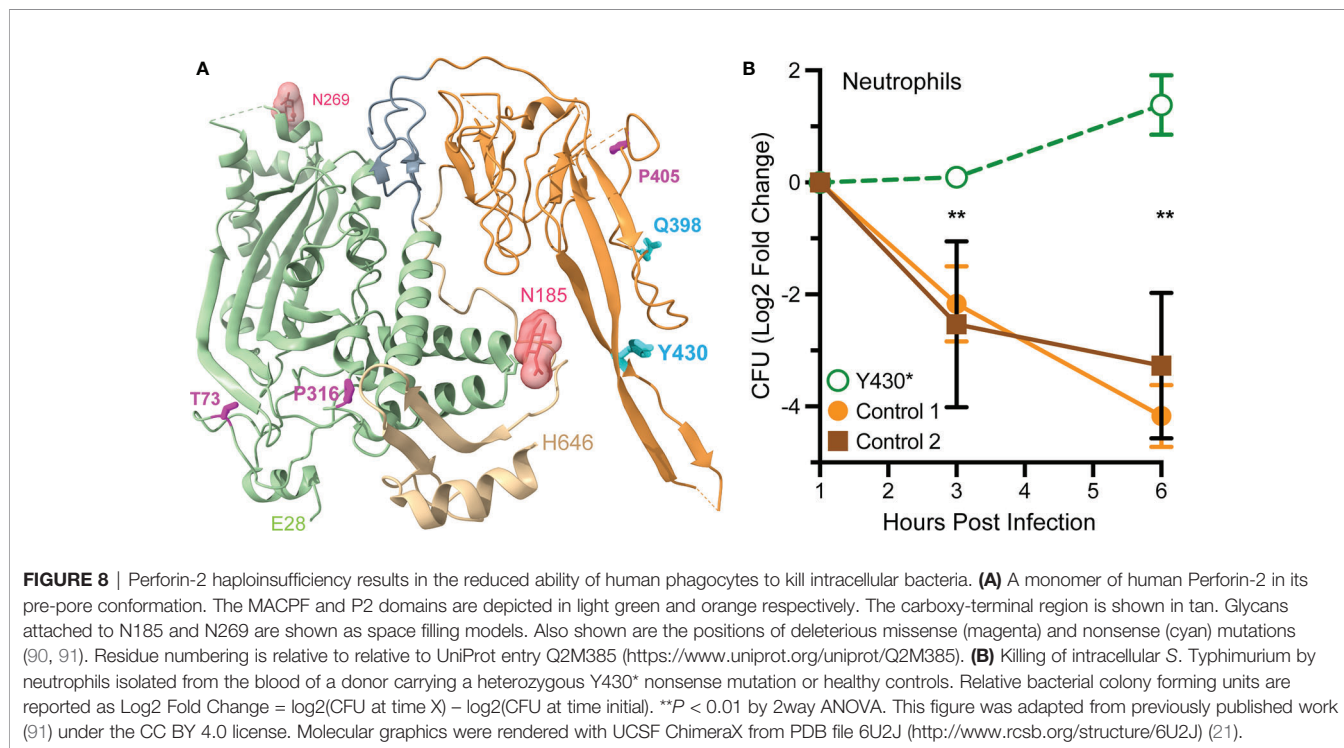 A
N269
P405
Q398
N185
Y430
T73
P316
H646
E28
B
Neutrophils
2
0
-2
-4
CFU (Log2 Fold Change)
**
**
Y430*
Control 1
Control 2
1 2 3 4 5 6
Hours Post Infection
FIGURE 8 | Perforin-2 haploinsufficiency results in the reduced ability of human phagocytes to kill intracellular bacteria. (A) A monomer of human Perforin-2 in its
pre-pore conformation. The MACPF and P2 domains are depicted in light green and orange respectively. The carboxy-terminal region is shown in tan. Glycans
attached to N185 and N269 are shown as space filling models. Also shown are the positions of deleterious missense (magenta) and nonsense (cyan) mutations
(90, 91). Residue numbering is relative to relative to UniProt entry Q2M385 (https://www.uniprot.org/uniprot/Q2M385). (B) Killing of intracellular S. Typhimurium by
neutrophils isolated from the blood of a donor carrying a heterozygous Y430* nonsense mutation or healthy controls. Relative bacterial colony forming units are
reported as Log2 Fold Change = log2(CFU at time X) – log2(CFU at time initial). **P < 0.01 by 2way ANOVA. This figure was adapted from previously published work
(91) under the CC BY 4.0 license. Molecular graphics were rendered with UCSF ChimeraX from PDB file 6U2J (http://www.rcsb.org/structure/6U2J) (21).